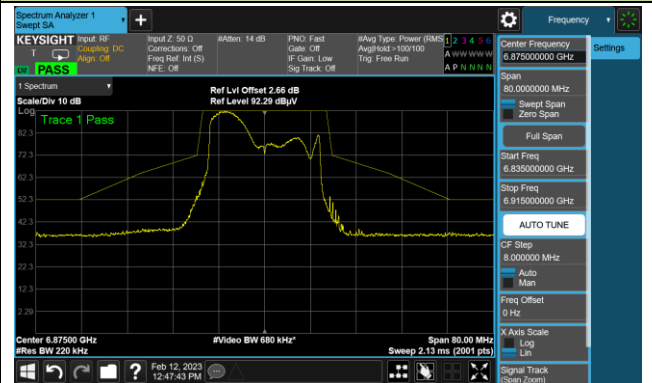 Spectrum Analyzer 1
Swept SA
Frequency
KEYSIGHT
Input: RF
Coupling: DC
Align: Off
Input Z: 50 Ω
Corrections: Off
Freq Ref: Int (S)
NFE: Off
#Atten: 14 dB
PNO: Fast
Gate: Off
IF Gain: Low
Sig Track: Off
#Avg Type: Power (RMS
Avg|Hold:>100/100
Trig: Free Run
1 2 3 4 5 6
A W W W W W
A P N N N N
T
PASS
1 Spectrum
Scale/Div 10 dB
Ref Lvl Offset 2.66 dB
Ref Level 92.29 dBµV
Log
Trace 1 Pass
82.3
72.3
62.3
52.3
42.3
32.3
22.3
12.3
2.29
Center 6.87500 GHz
#Res BW 220 kHz
#Video BW 680 kHz*
Span 80.00 MHz
Sweep 2.13 ms (2001 pts)
Center Frequency
6.875000000 GHz
Settings
Span
80.0000000 MHz
Swept Span
Zero Span
Full Span
Start Freq
6.835000000 GHz
Stop Freq
6.915000000 GHz
AUTO TUNE
CF Step
8.000000 MHz
Auto
Man
Freq Offset
0 Hz
X Axis Scale
Log
Lin
Signal Track
(Span Zoom)
Feb 12, 2023
12:47:43 PM